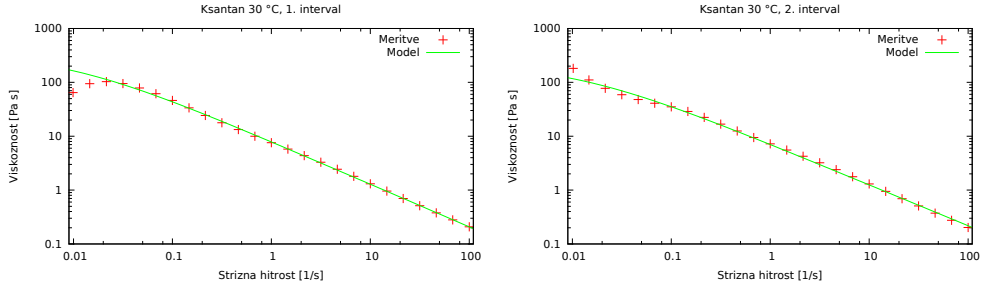 Ksantan 30 °C, 1. interval
Viskoznost [Pa s]
1000
100
10
1
0.1
Meritve
Model
0.01
0.1
1
10
100
Strizna hitrost [1/s]
Ksantan 30 °C, 2. interval
Viskoznost [Pa s]
1000
100
10
1
0.1
Meritve
Model
0.01
0.1
1
10
100
Strizna hitrost [1/s]